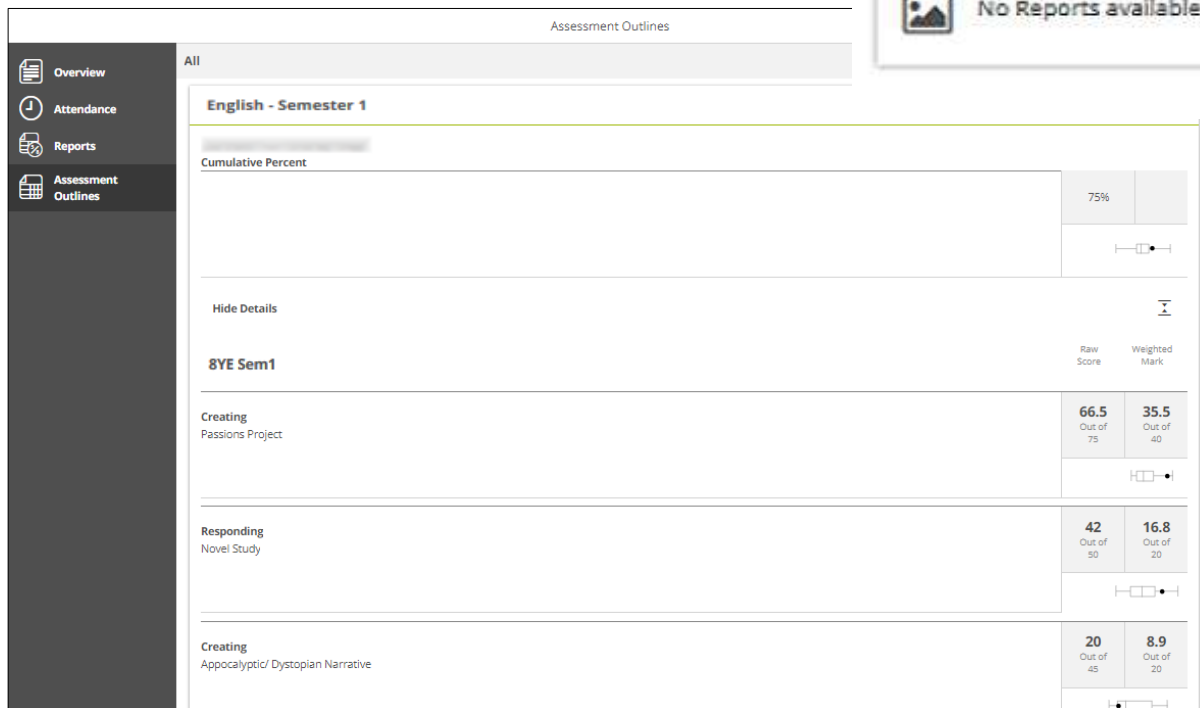 Assessment Outlines
No Reports available
Overview
Attendance
Reports
Assessment
Outlines
All
English - Semester 1
Cumulative Percent
75%
Hide Details
8YE Sem1
Raw
Score
Weighted
Mark
Creating
Passions Project
66.5
Out of
75
35.5
Out of
40
Responding
Novel Study
42
Out of
50
16.8
Out of
20
Creating
Appocalyptic/ Dystopian Narrative
20
Out of
45
8.9
Out of
20